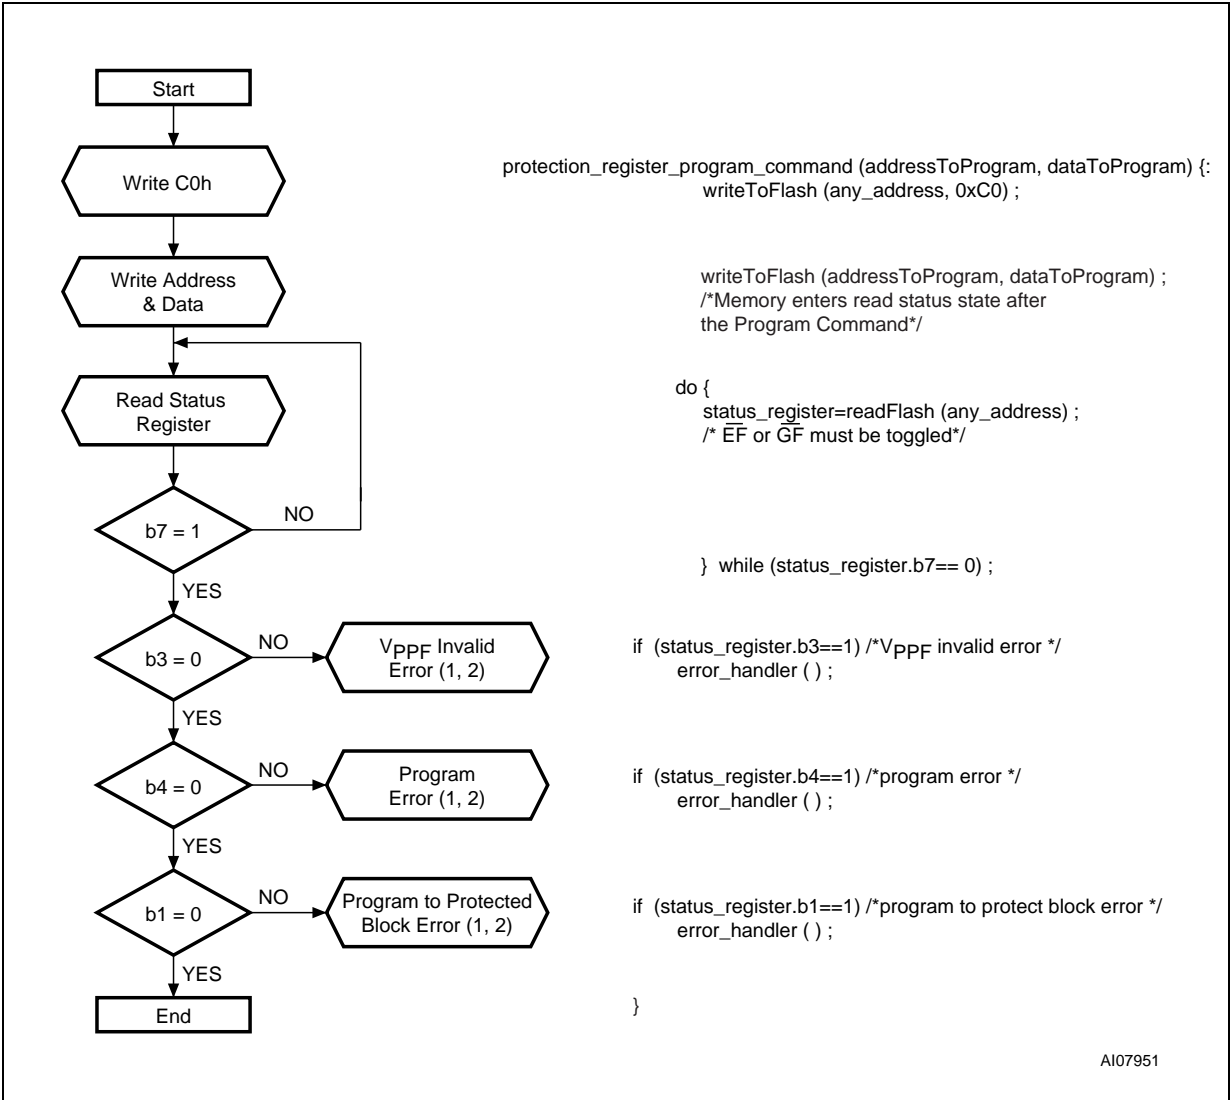 Start
Write C0h
protection_register_program_command (addressToProgram, dataToProgram) {:
writeToFlash (any_address, 0xC0) ;
Write Address
& Data
writeToFlash (addressToProgram, dataToProgram) ;
/*Memory enters read status state after
the Program Command*/
Read Status
Register
do {
status_register=readFlash (any_address) ;
/* E̅F̅ or G̅F̅ must be toggled*/
b7 = 1
NO
} while (status_register.b7== 0) ;
YES
b3 = 0
NO
VPPF Invalid
Error (1, 2)
if (status_register.b3==1) /*VPPF invalid error */
error_handler ( ) ;
YES
b4 = 0
NO
Program
Error (1, 2)
if (status_register.b4==1) /*program error */
error_handler ( ) ;
YES
b1 = 0
NO
Program to Protected
Block Error (1, 2)
if (status_register.b1==1) /*program to protect block error */
error_handler ( ) ;
YES
End
}
AI07951